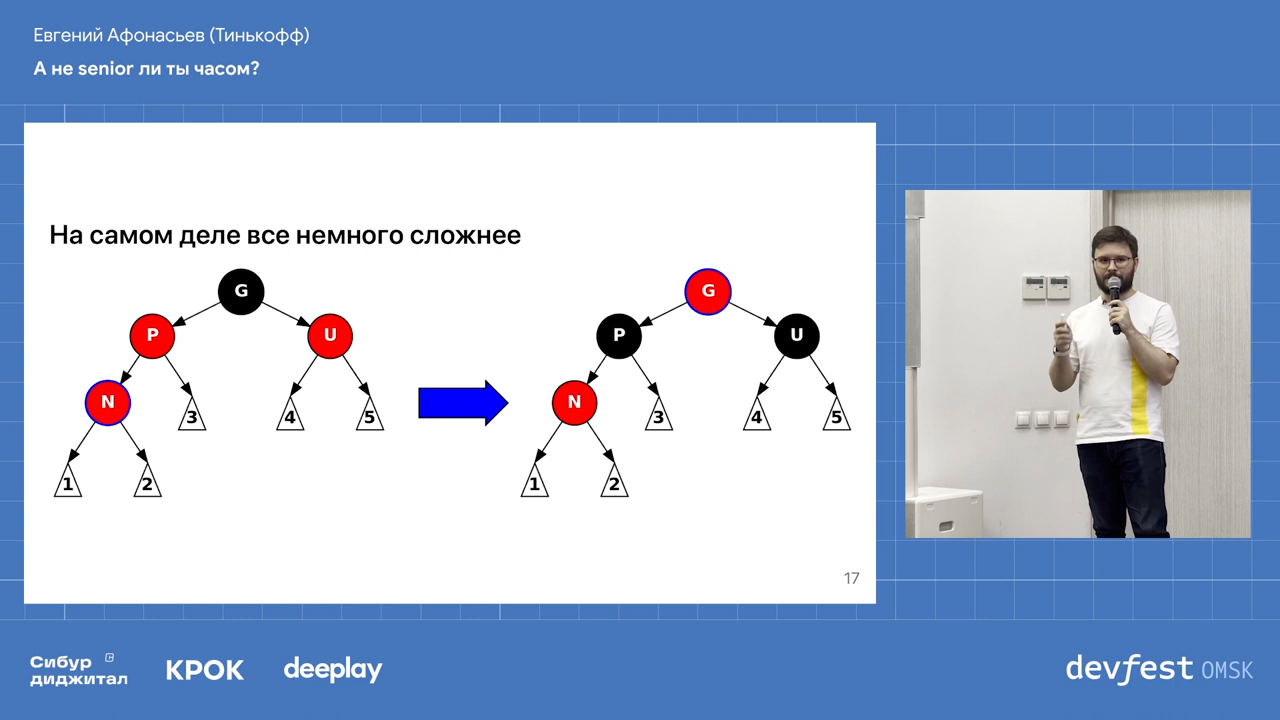 Евгений Афонасьев (Тинькофф)
А не senior ли ты часом?
На самом деле все немного сложнее
G
P
U
N
3
4
5
1
2
G
P
U
N
3
4
5
1
2
17
Сибур
диджитал
КРОК
deeplay
devfest OMSK